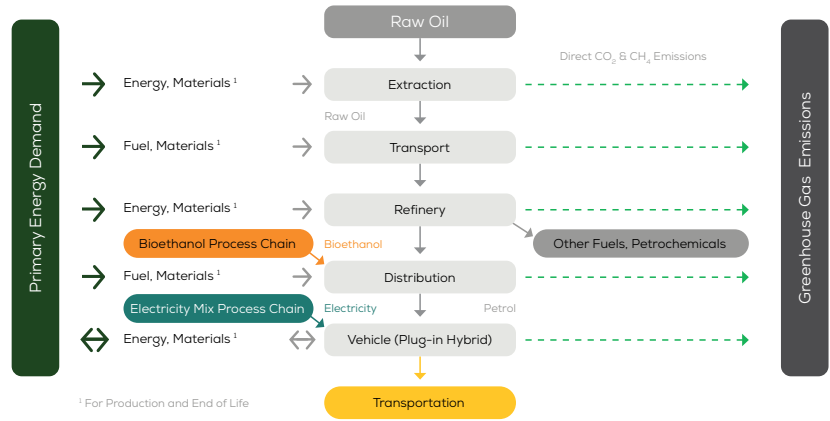 Raw Oil
Direct CO₂ & CH₄ Emissions
Energy, Materials ¹
Extraction
Raw Oil
Fuel, Materials ¹
Transport
Primary Energy Demand
Greenhouse Gas Emissions
Energy, Materials ¹
Refinery
Bioethanol Process Chain
Bioethanol
Other Fuels, Petrochemicals
Fuel, Materials ¹
Distribution
Electricity Mix Process Chain
Electricity
Petrol
Energy, Materials ¹
Vehicle (Plug-in Hybrid)
¹ For Production and End of Life
Transportation